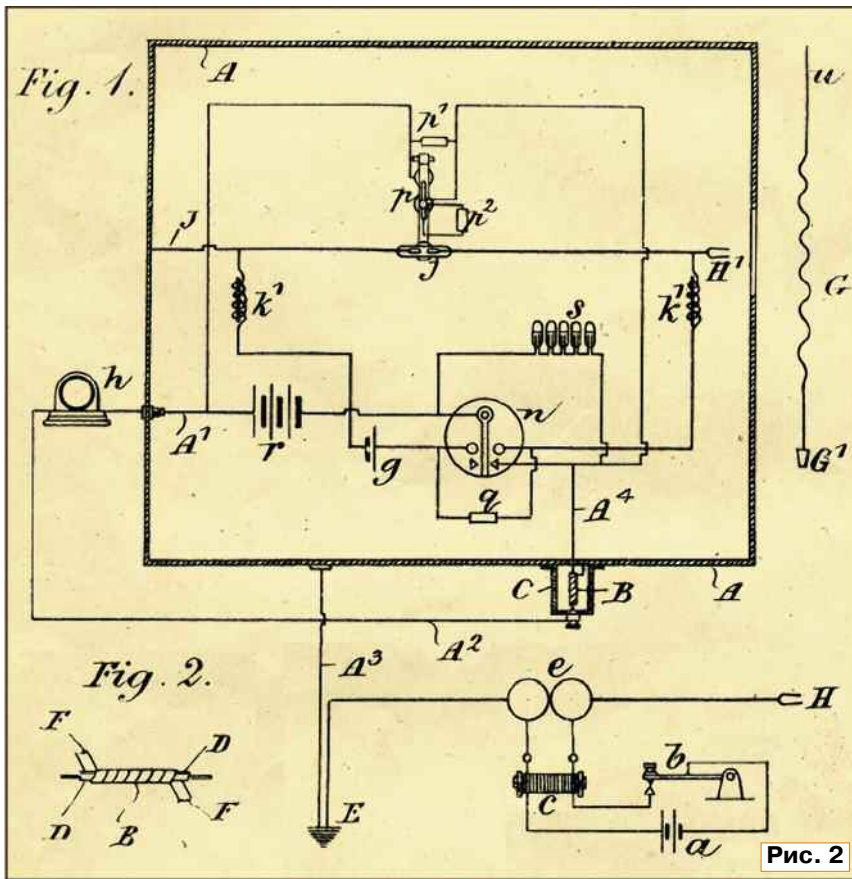 Fig. 1.
A
u
p¹
p
p²
J
j
H¹
k¹
k¹
G
s
h
n
A¹
r
g
G¹
q
A⁴
C
B
A
A²
A³
Fig. 2.
e
F
D
H
b
c
D
B
F
E
a
Рис. 2